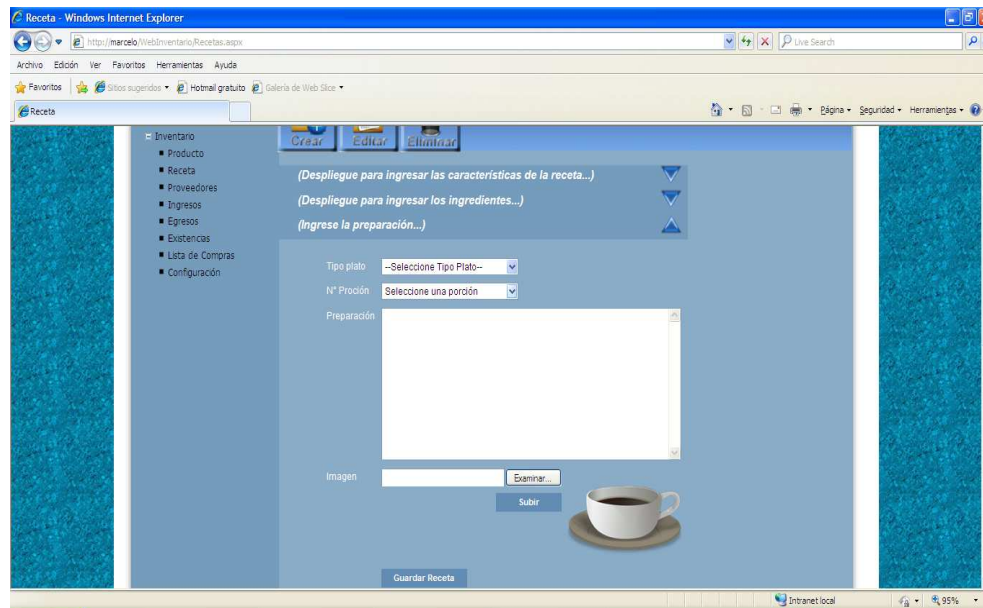 Receta - Windows Internet Explorer
http://marcelo/WebInventario/Recetas.aspx
Live Search
Archivo Edición Ver Favoritos Herramientas Ayuda
Favoritos Sitios sugeridos Hotmail gratuito Galería de Web Slice
Receta
Página Seguridad Herramientas
Inventario
Producto
Receta
Proveedores
Ingresos
Egresos
Existencias
Lista de Compras
Configuración
Crear Editar Eliminar
(Despliegue para ingresar las características de la receta...)
(Despliegue para ingresar los ingredientes...)
(Ingrese la preparación...)
Tipo plato --Seleccione Tipo Plato--
N° Proción Seleccione una porción
Preparación
Imagen Examinar...
Subir
Guardar Receta
Intranet local 95%